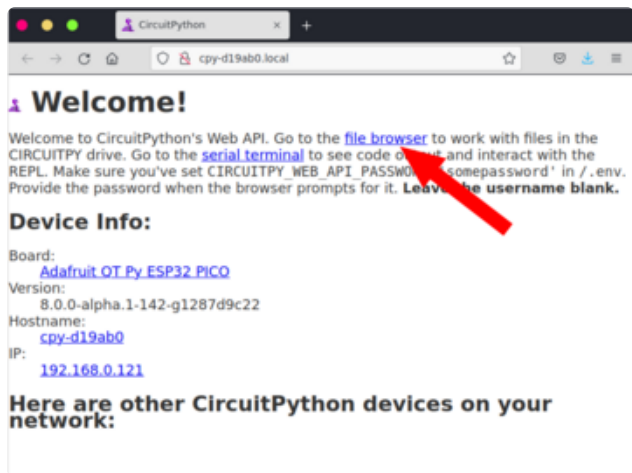 CircuitPython
cpy-d19ab0.local
Welcome!
Welcome to CircuitPython's Web API. Go to the file browser to work with files in the
CIRCUITPY drive. Go to the serial terminal to see code and interact with the
REPL. Make sure you've set CIRCUITPY_WEB_API_PASSWO somepassword' in /.env.
Provide the password when the browser prompts for it. Leave the username blank.
Device Info:
Board:
Adafruit QT Py ESP32 PICO
Version:
8.0.0-alpha.1-142-g1287d9c22
Hostname:
cpy-d19ab0
IP:
192.168.0.121
Here are other CircuitPython devices on your
network: